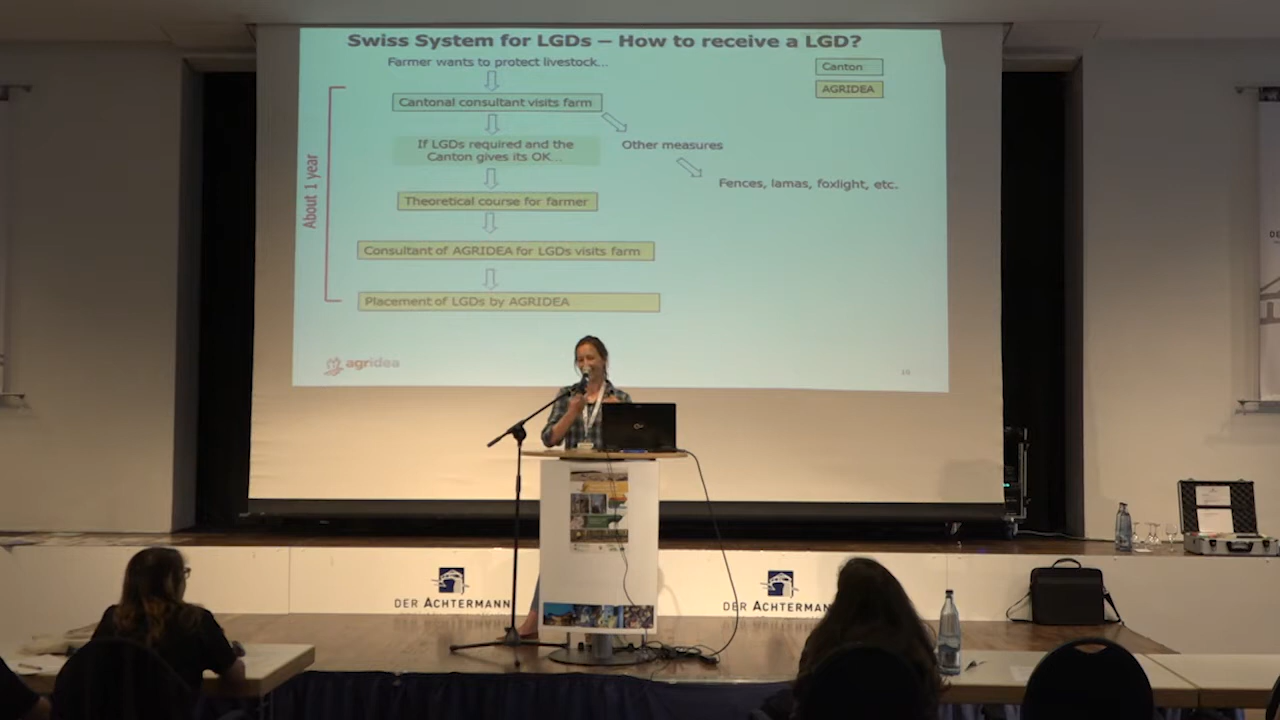 Swiss System for LGDs – How to receive a LGD?
Farmer wants to protect livestock...
Canton
AGRIDEA
Cantonal consultant visits farm
If LGDs required and the
Canton gives its OK...
Other measures
Fences, lamas, foxlight, etc.
About 1 year
Theoretical course for farmer
Consultant of AGRIDEA for LGDs visits farm
Placement of LGDs by AGRIDEA
agridea
DER ACHTERMANN
DER ACHTERMANN